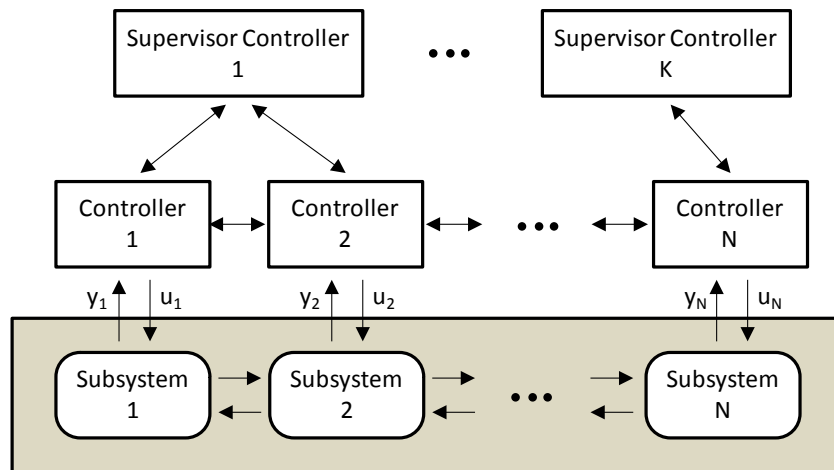 Supervisor Controller
1
•••
Supervisor Controller
K
Controller
1
Controller
2
•••
Controller
N
y1
u1
y2
u2
yN
uN
Subsystem
1
Subsystem
2
•••
Subsystem
N